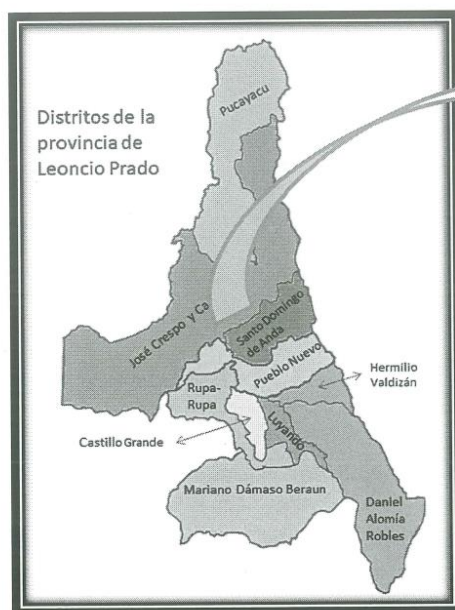 Distritos de la
provincia de
Leoncio Prado
Pucayacu
José Crespo y Ca
Santo Domingo
de Anda
Pueblo Nuevo
Hermilio
Valdizán
Rupa-
Rupa
Castillo Grande
Luyando
Mariano Dámaso Beraun
Daniel
Alomía
Robles